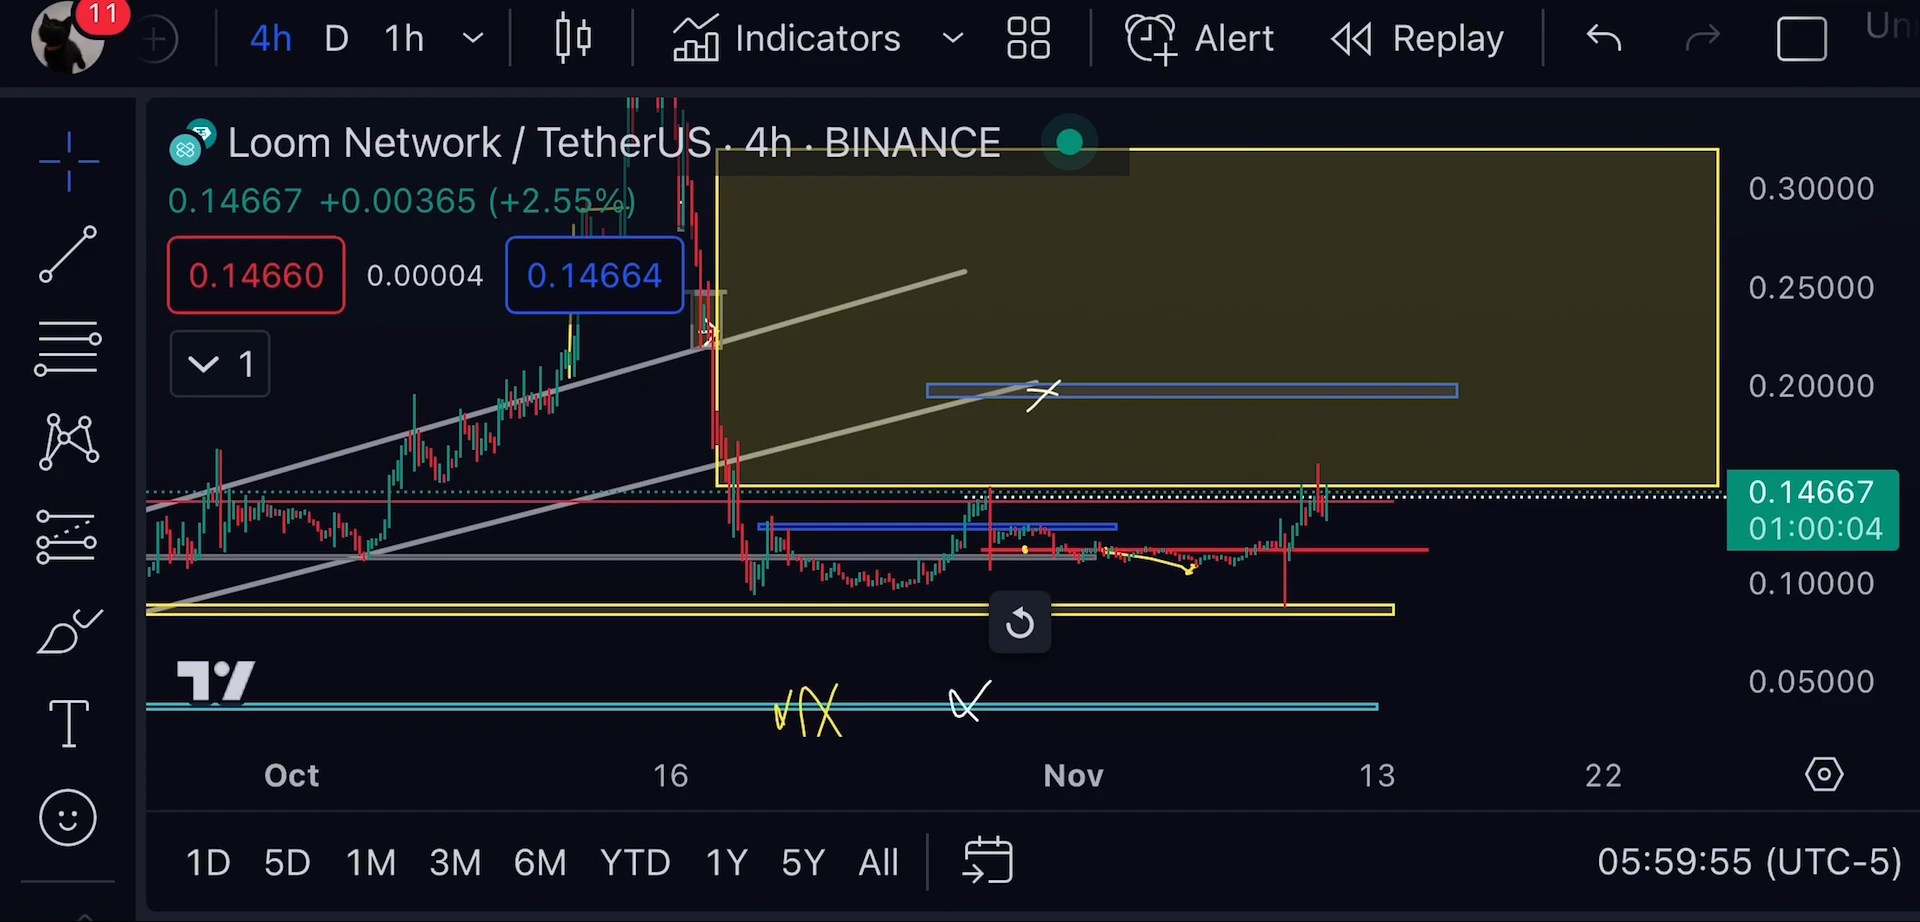 11
4h D 1h Indicators Alert Replay Un
Loom Network / TetherUS · 4h · BINANCE
0.14667 +0.00365 (+2.55%)
0.14660 0.00004 0.14664
1
0.30000
0.25000
0.20000
0.14667
01:00:04
0.10000
0.05000
Oct 16 Nov 13 22
1D 5D 1M 3M 6M YTD 1Y 5Y All 05:59:55 (UTC-5)